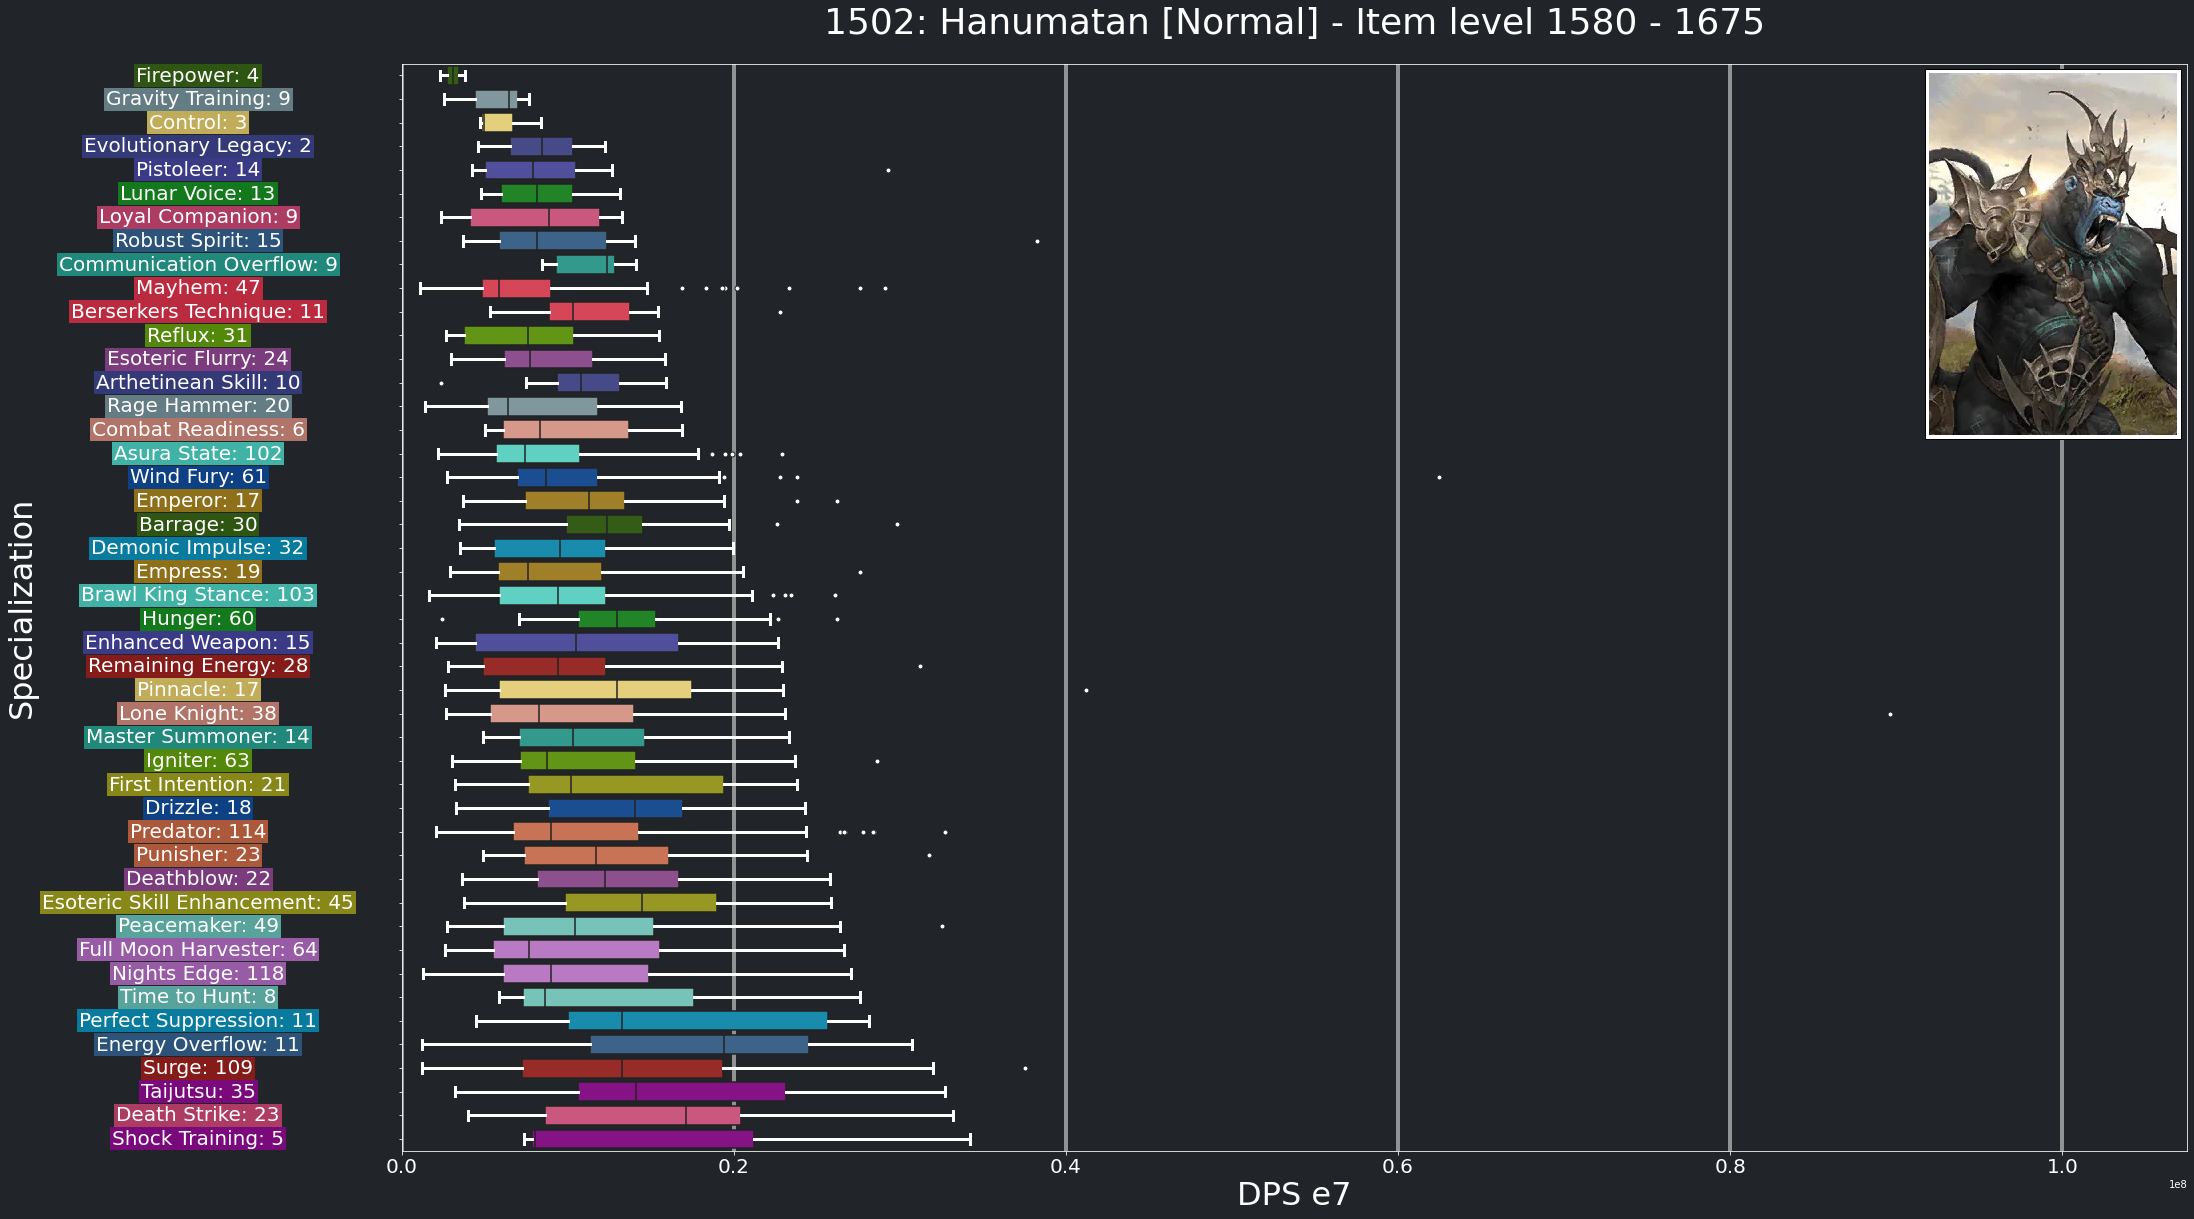 1502: Hanumatan [Normal] - Item level 1580 - 1675
Specialization
Firepower: 4
Gravity Training: 9
Control: 3
Evolutionary Legacy: 2
Pistoleer: 14
Lunar Voice: 13
Loyal Companion: 9
Robust Spirit: 15
Communication Overflow: 9
Mayhem: 47
Berserkers Technique: 11
Reflux: 31
Esoteric Flurry: 24
Arthetinean Skill: 10
Rage Hammer: 20
Combat Readiness: 6
Asura State: 102
Wind Fury: 61
Emperor: 17
Barrage: 30
Demonic Impulse: 32
Empress: 19
Brawl King Stance: 103
Hunger: 60
Enhanced Weapon: 15
Remaining Energy: 28
Pinnacle: 17
Lone Knight: 38
Master Summoner: 14
Igniter: 63
First Intention: 21
Drizzle: 18
Predator: 114
Punisher: 23
Deathblow: 22
Esoteric Skill Enhancement: 45
Peacemaker: 49
Full Moon Harvester: 64
Nights Edge: 118
Time to Hunt: 8
Perfect Suppression: 11
Energy Overflow: 11
Surge: 109
Taijutsu: 35
Death Strike: 23
Shock Training: 5
0.0 0.2 0.4 0.6 0.8 1.0
1e8
DPS e7